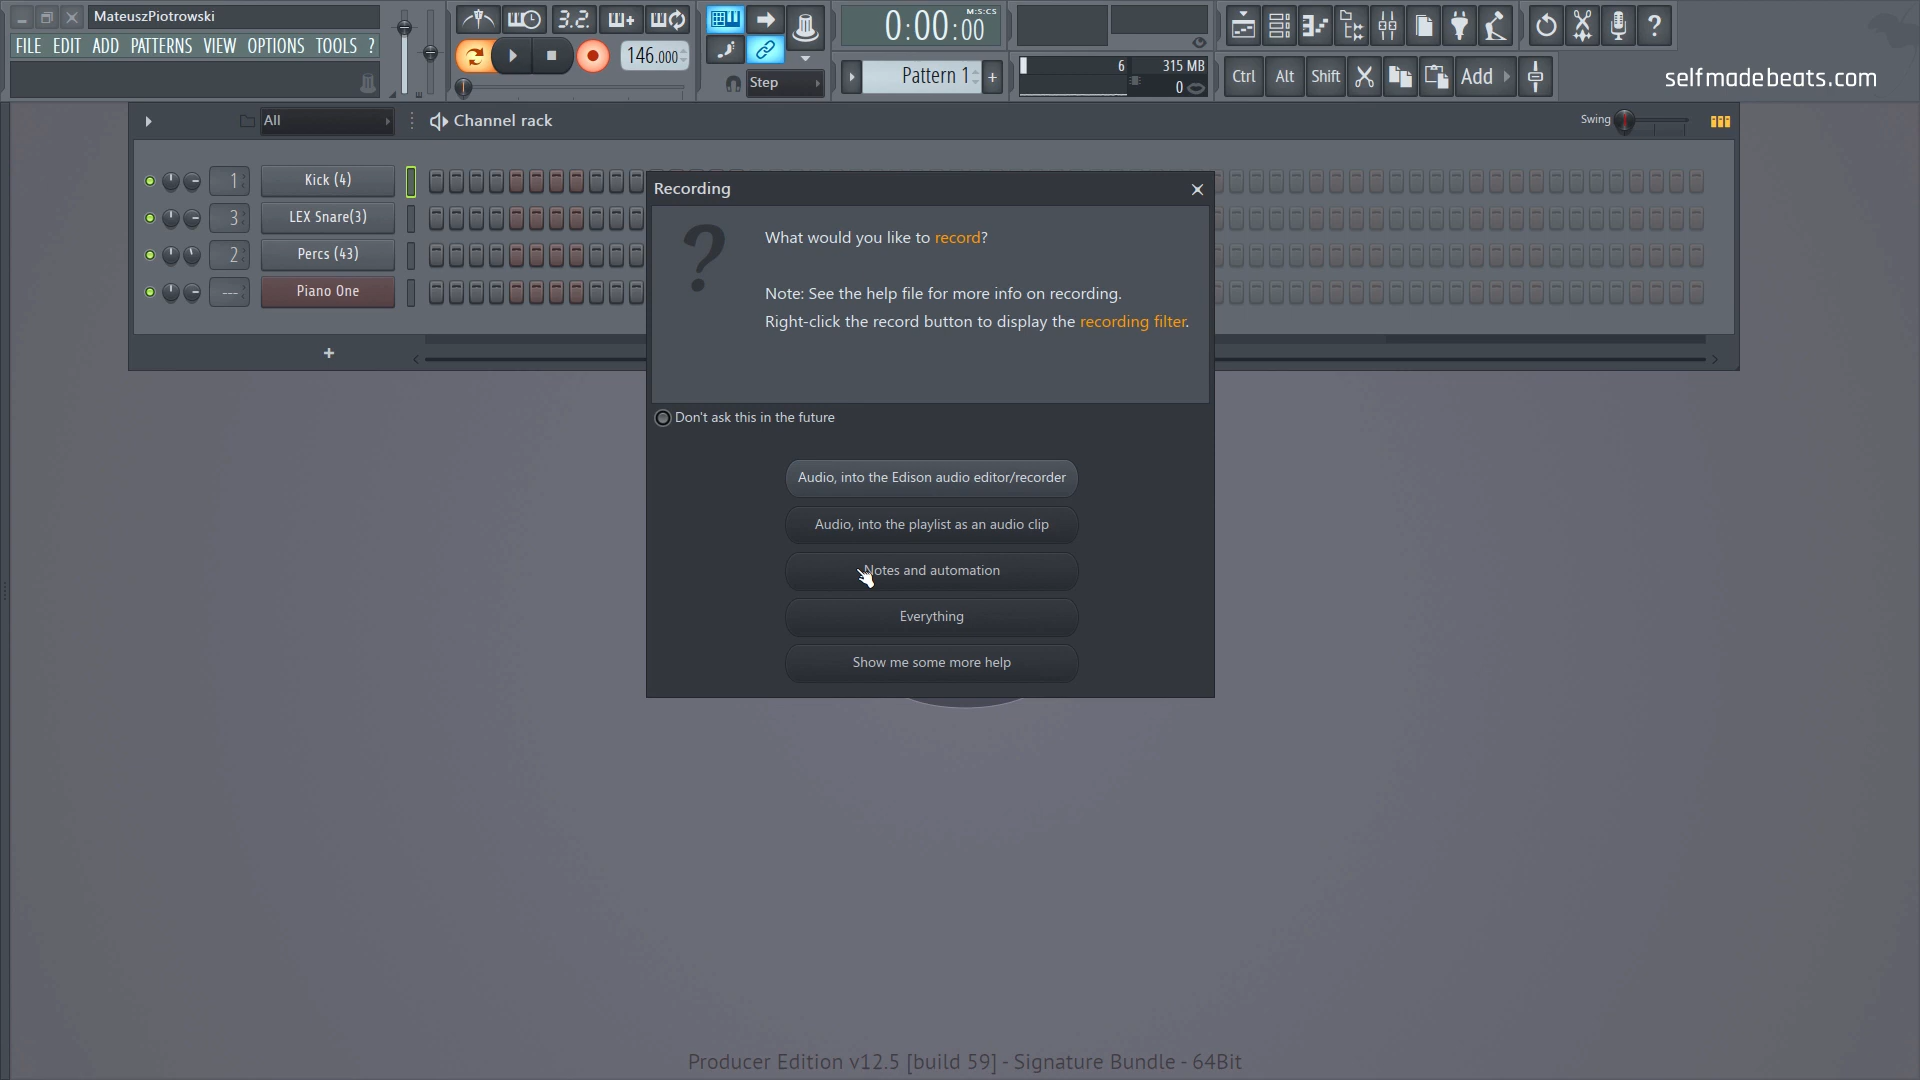 MateuszPiotrowski
FILE EDIT ADD PATTERNS VIEW OPTIONS TOOLS ?
3.2.
146.000
Step
M:S:CS
0:00:00
Pattern 1
+
6
315 MB
0
Ctrl
Alt
Shift
Add
?
selfmadebeats.com
All
Channel rack
Swing
1
Kick (4)
3
LEX Snare(3)
2
Percs (43)
---
Piano One
+
Recording
?
What would you like to record?
Note: See the help file for more info on recording.
Right-click the record button to display the recording filter.
Don't ask this in the future
Audio, into the Edison audio editor/recorder
Audio, into the playlist as an audio clip
Notes and automation
Everything
Show me some more help
Producer Edition v12.5 [build 59] - Signature Bundle - 64Bit